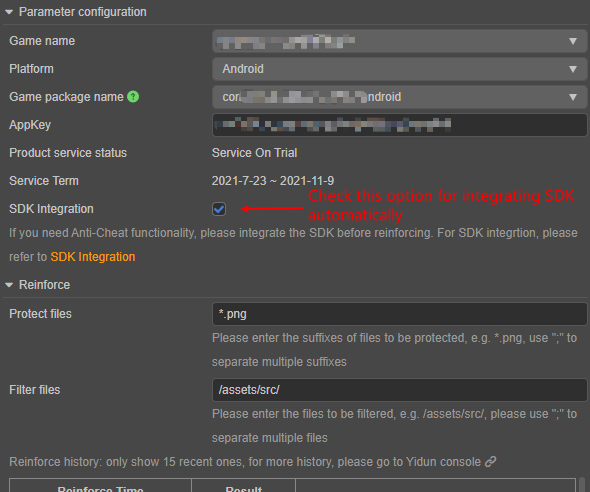 Parameter configuration
Game name
Platform Android
Game package name ndroid
AppKey
Product service status Service On Trial
Service Term 2021-7-23 ~ 2021-11-9
SDK Integration Check this option for integrating SDK
automatically.
If you need Anti-Cheat functionality, please integrate the SDK before reinforcing. For SDK integrtion, please
refer to SDK Integration
Reinforce
Protect files *.png
Please enter the suffixes of files to be protected, e.g. *.png, use ";" to
separate multiple suffixes
Filter files /assets/src/
Please enter the files to be filtered, e.g. /assets/src/, please use ";" to
separate multiple files
Reinforce history: only show 15 recent ones, for more history, please go to Yidun console
Reinforce Time Result